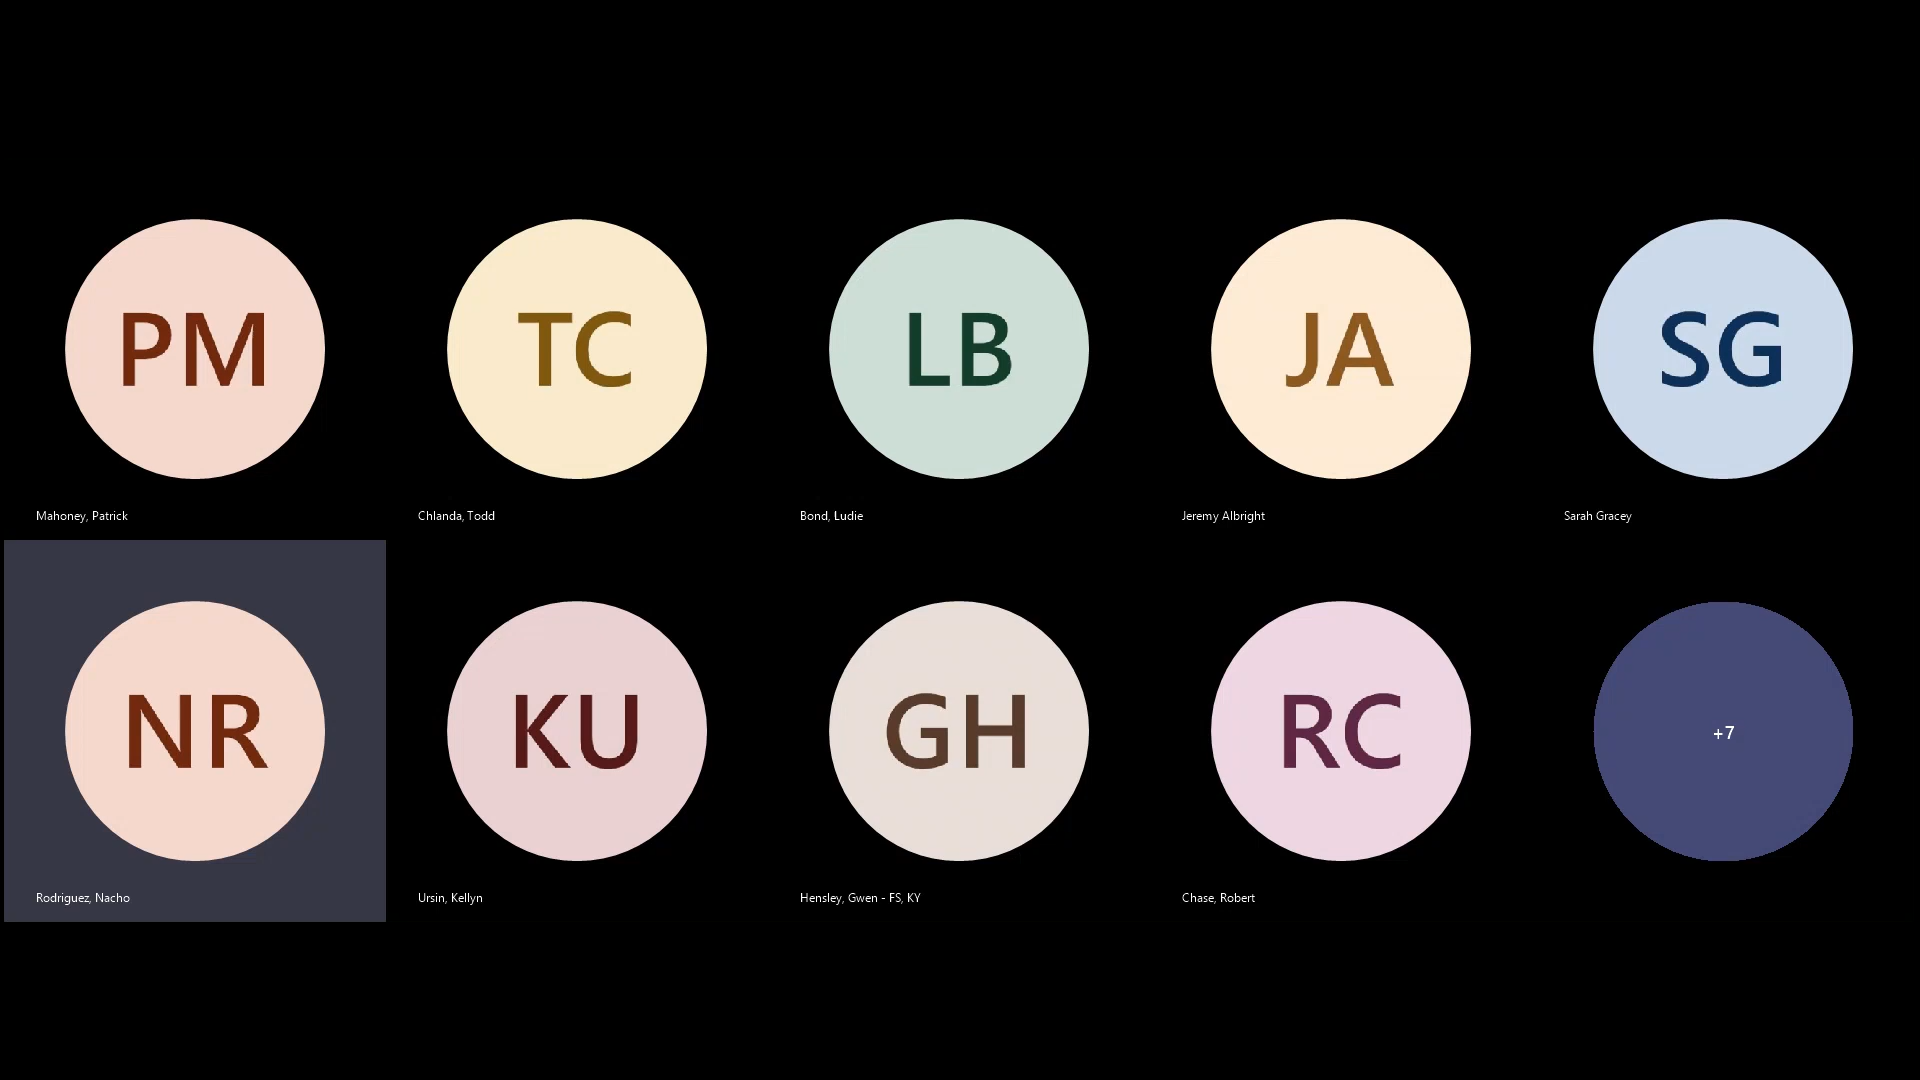 PM
TC
LB
JA
SG
Mahoney, Patrick
Chlanda, Todd
Bond, Ludie
Jeremy Albright
Sarah Gracey
NR
KU
GH
RC
+7
Rodriguez, Nacho
Ursin, Kellyn
Hensley, Gwen - FS, KY
Chase, Robert